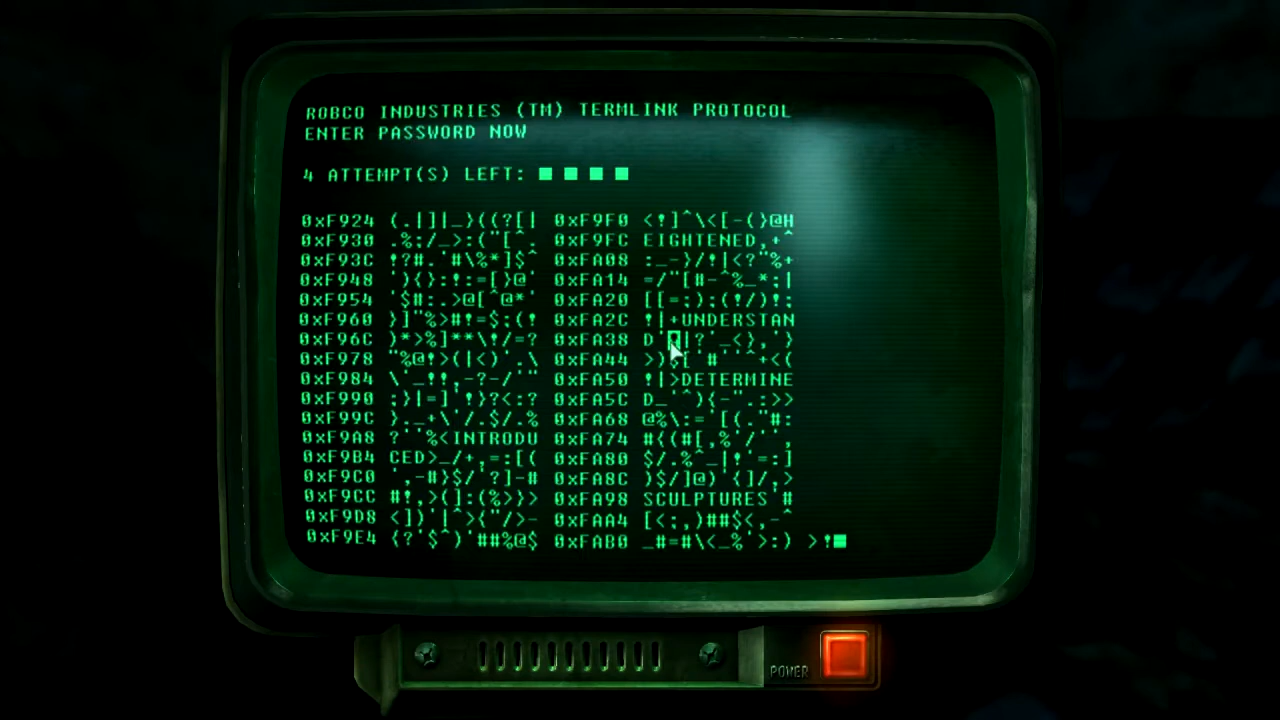 ROBCO INDUSTRIES (TM) TERMLINK PROTOCOL
ENTER PASSWORD NOW
4 ATTEMPT(S) LEFT: ■ ■ ■ ■
0xF924 (.|]|_)((?[| 0xF9F0 <!]^\<[-(}@H
0xF930 .%:/_>:("[^. 0xF9FC EIGHTENED,+^
0xF93C !?#.'#\%*]$^ 0xFA08 :_-}/!|<?"%+
0xF948 '){}:!:=[}@' 0xFA14 =/"[#-^%_*:|
0xF954 '$#:.>@[^@*' 0xFA20 [[=;);(!/)!;
0xF960 }]"%>#!=$;(! 0xFA2C !|+UNDERSTAN
0xF96C )*>%]**\!/=? 0xFA38 D'!|?'_<},'}
0xF978 "%@!>(|<)'.\ 0xFA44 >)$['#''^+<(
0xF984 \'_!!,-?-/'" 0xFA50 !|>DETERMINE
0xF990 ;}|=]'!}?<:? 0xFA5C D_'^){-".:>>
0xF99C }._+\'/.$/.% 0xFA68 @%\:='[(."#:
0xF9A8 ?''%<INTRODU 0xFA74 #{(#[,%'/'',
0xF9B4 CED>_/+,=:[( 0xFA80 $/.%^_|!'=:]
0xF9C0 ',-#}$/'?]-# 0xFA8C )$/]@)'{]/,>
0xF9CC #!,>(]:(%>}> 0xFA98 SCULPTURES'#
0xF9D8 <])'|^>{"/>- 0xFAA4 [<:,)##$<,-^
0xF9E4 {?'$^)'##%@$ 0xFAB0 _#=#\<_%'>:) >!■
POWER